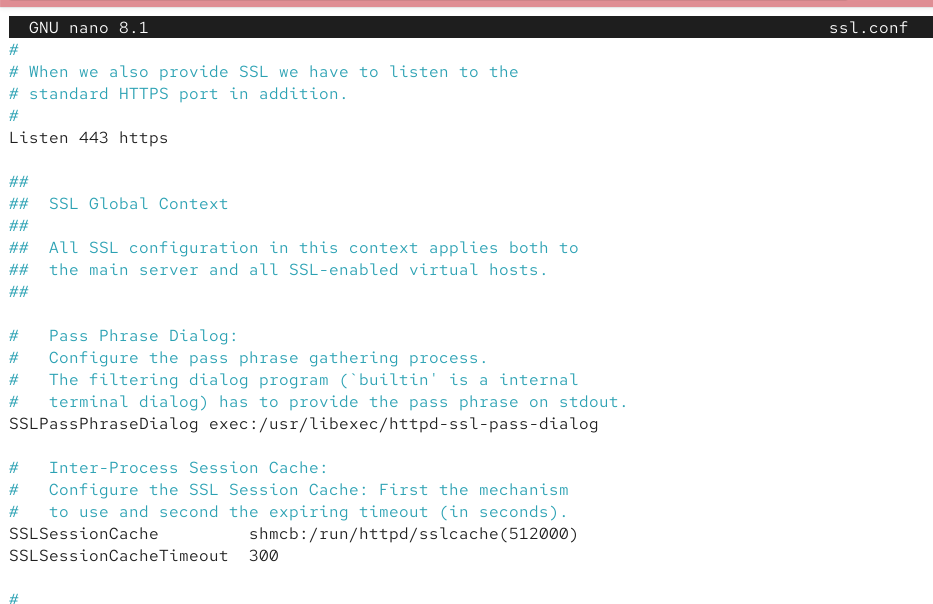 GNU nano 8.1 ssl.conf
#
# When we also provide SSL we have to listen to the
# standard HTTPS port in addition.
#
Listen 443 https
##
##  SSL Global Context
##
##  All SSL configuration in this context applies both to
##  the main server and all SSL-enabled virtual hosts.
##
#   Pass Phrase Dialog:
#   Configure the pass phrase gathering process.
#   The filtering dialog program (`builtin' is a internal
#   terminal dialog) has to provide the pass phrase on stdout.
SSLPassPhraseDialog exec:/usr/libexec/httpd-ssl-pass-dialog
#   Inter-Process Session Cache:
#   Configure the SSL Session Cache: First the mechanism
#   to use and second the expiring timeout (in seconds).
SSLSessionCache         shmcb:/run/httpd/sslcache(512000)
SSLSessionCacheTimeout  300
#